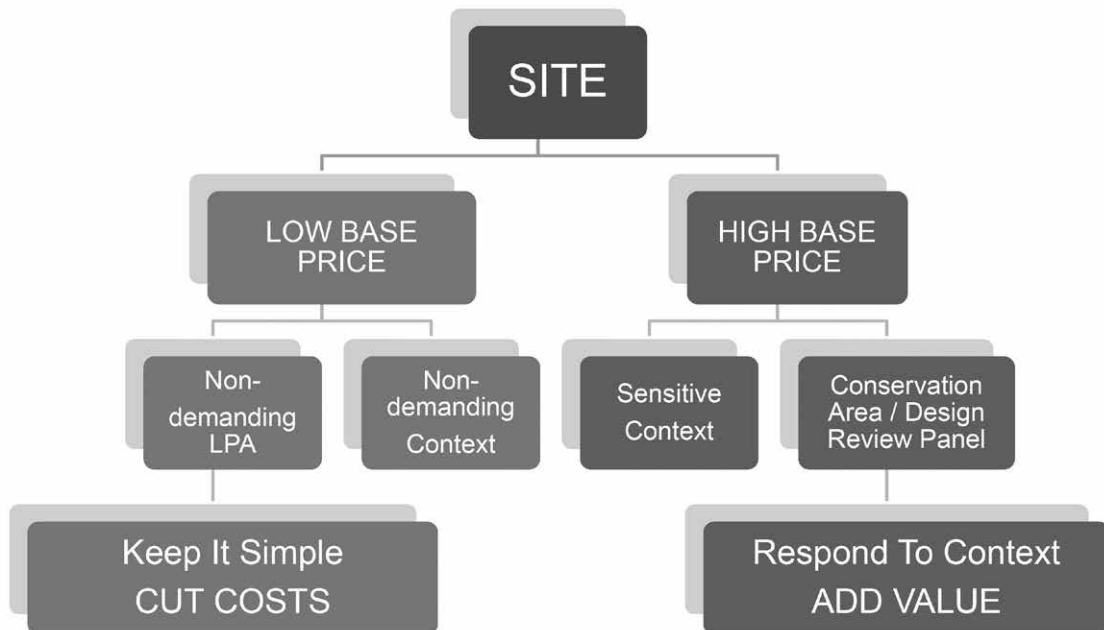 SITE
LOW BASE
PRICE
HIGH BASE
PRICE
Non-
demanding
LPA
Non-
demanding
Context
Sensitive
Context
Conservation
Area / Design
Review Panel
Keep It Simple
CUT COSTS
Respond To Context
ADD VALUE